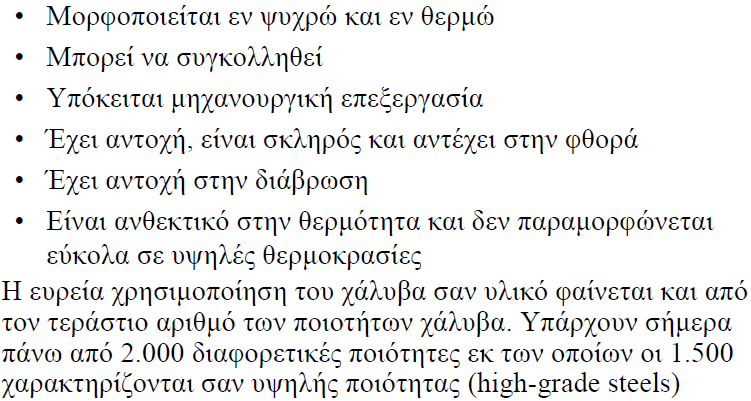 • Μορφοποιείται εν ψυχρώ και εν θερμώ
• Μπορεί να συγκολληθεί
• Υπόκειται μηχανουργική επεξεργασία
• Έχει αντοχή, είναι σκληρός και αντέχει στην φθορά
• Έχει αντοχή στην διάβρωση
• Είναι ανθεκτικό στην θερμότητα και δεν παραμορφώνεται
εύκολα σε υψηλές θερμοκρασίες
Η ευρεία χρησιμοποίηση του χάλυβα σαν υλικό φαίνεται και από
τον τεράστιο αριθμό των ποιοτήτων χάλυβα. Υπάρχουν σήμερα
πάνω από 2.000 διαφορετικές ποιότητες εκ των οποίων οι 1.500
χαρακτηρίζονται σαν υψηλής ποιότητας (high-grade steels)